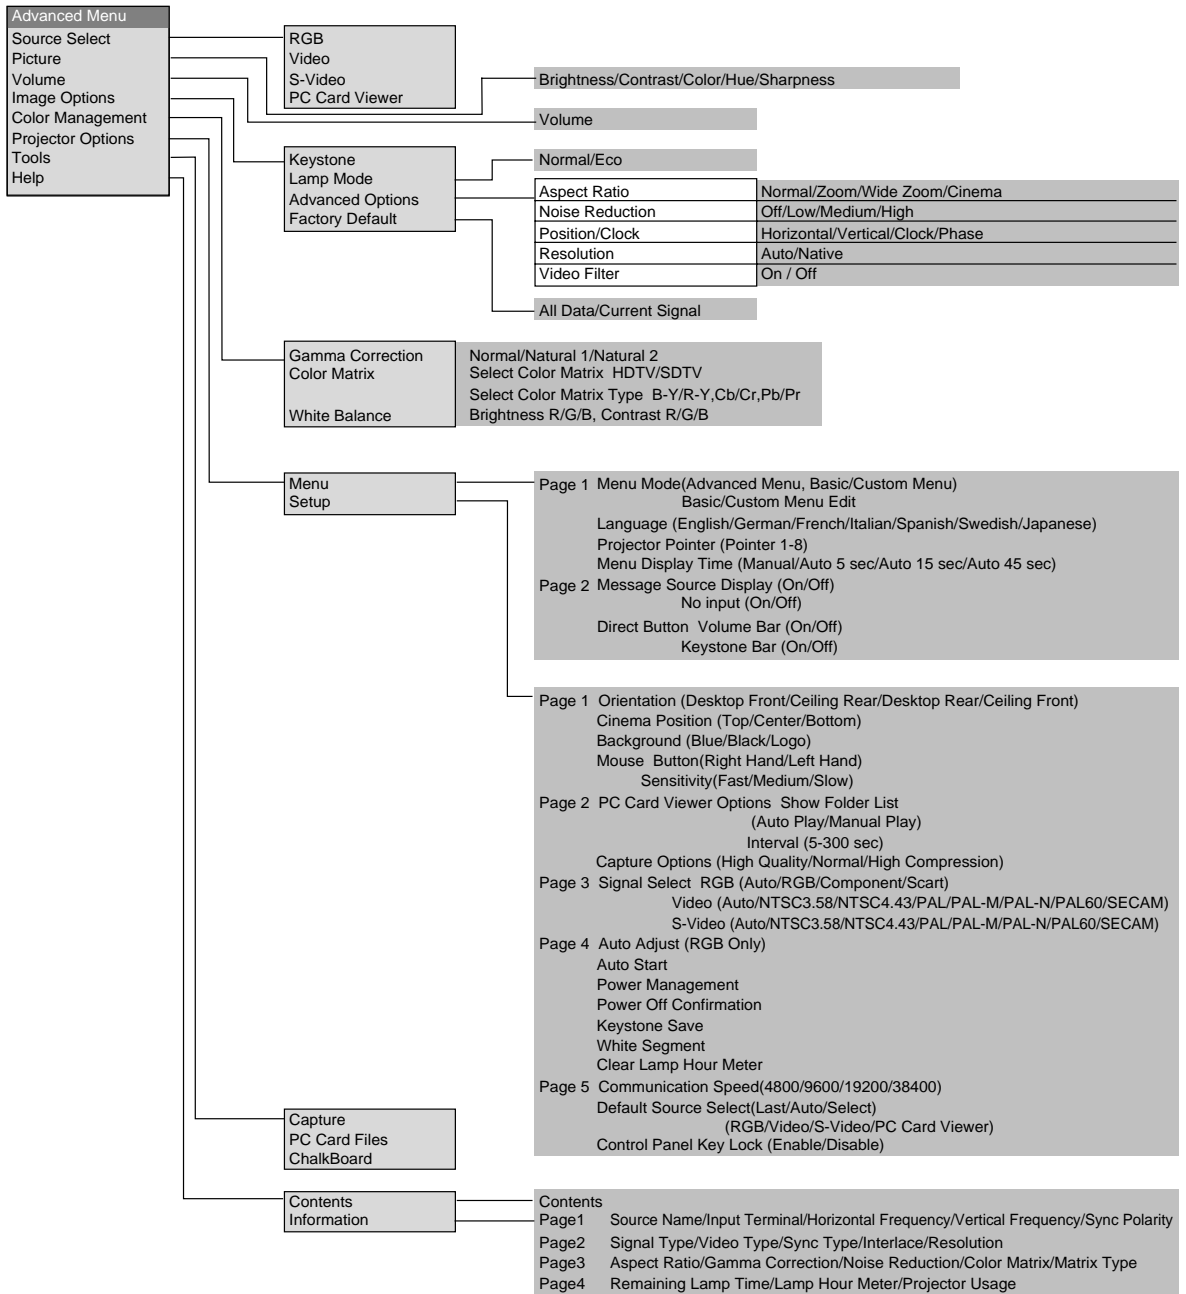 Advanced Menu
Source Select
Picture
Volume
Image Options
Color Management
Projector Options
Tools
Help
RGB
Video
S-Video
PC Card Viewer
Brightness/Contrast/Color/Hue/Sharpness
Volume
Keystone
Lamp Mode
Advanced Options
Factory Default
Normal/Eco
Aspect Ratio Normal/Zoom/Wide Zoom/Cinema
Noise Reduction Off/Low/Medium/High
Position/Clock Horizontal/Vertical/Clock/Phase
Resolution Auto/Native
Video Filter On / Off
All Data/Current Signal
Gamma Correction Normal/Natural 1/Natural 2
Color Matrix Select Color Matrix HDTV/SDTV
Select Color Matrix Type B-Y/R-Y,Cb/Cr,Pb/Pr
White Balance Brightness R/G/B, Contrast R/G/B
Menu
Setup
Page 1 Menu Mode(Advanced Menu, Basic/Custom Menu)
Basic/Custom Menu Edit
Language (English/German/French/Italian/Spanish/Swedish/Japanese)
Projector Pointer (Pointer 1-8)
Menu Display Time (Manual/Auto 5 sec/Auto 15 sec/Auto 45 sec)
Page 2 Message Source Display (On/Off)
No input (On/Off)
Direct Button Volume Bar (On/Off)
Keystone Bar (On/Off)
Page 1 Orientation (Desktop Front/Ceiling Rear/Desktop Rear/Ceiling Front)
Cinema Position (Top/Center/Bottom)
Background (Blue/Black/Logo)
Mouse Button(Right Hand/Left Hand)
Sensitivity(Fast/Medium/Slow)
Page 2 PC Card Viewer Options Show Folder List
(Auto Play/Manual Play)
Interval (5-300 sec)
Capture Options (High Quality/Normal/High Compression)
Page 3 Signal Select RGB (Auto/RGB/Component/Scart)
Video (Auto/NTSC3.58/NTSC4.43/PAL/PAL-M/PAL-N/PAL60/SECAM)
S-Video (Auto/NTSC3.58/NTSC4.43/PAL/PAL-M/PAL-N/PAL60/SECAM)
Page 4 Auto Adjust (RGB Only)
Auto Start
Power Management
Power Off Confirmation
Keystone Save
White Segment
Clear Lamp Hour Meter
Page 5 Communication Speed(4800/9600/19200/38400)
Default Source Select(Last/Auto/Select)
(RGB/Video/S-Video/PC Card Viewer)
Control Panel Key Lock (Enable/Disable)
Capture
PC Card Files
ChalkBoard
Contents
Information
Contents
Page1 Source Name/Input Terminal/Horizontal Frequency/Vertical Frequency/Sync Polarity
Page2 Signal Type/Video Type/Sync Type/Interlace/Resolution
Page3 Aspect Ratio/Gamma Correction/Noise Reduction/Color Matrix/Matrix Type
Page4 Remaining Lamp Time/Lamp Hour Meter/Projector Usage